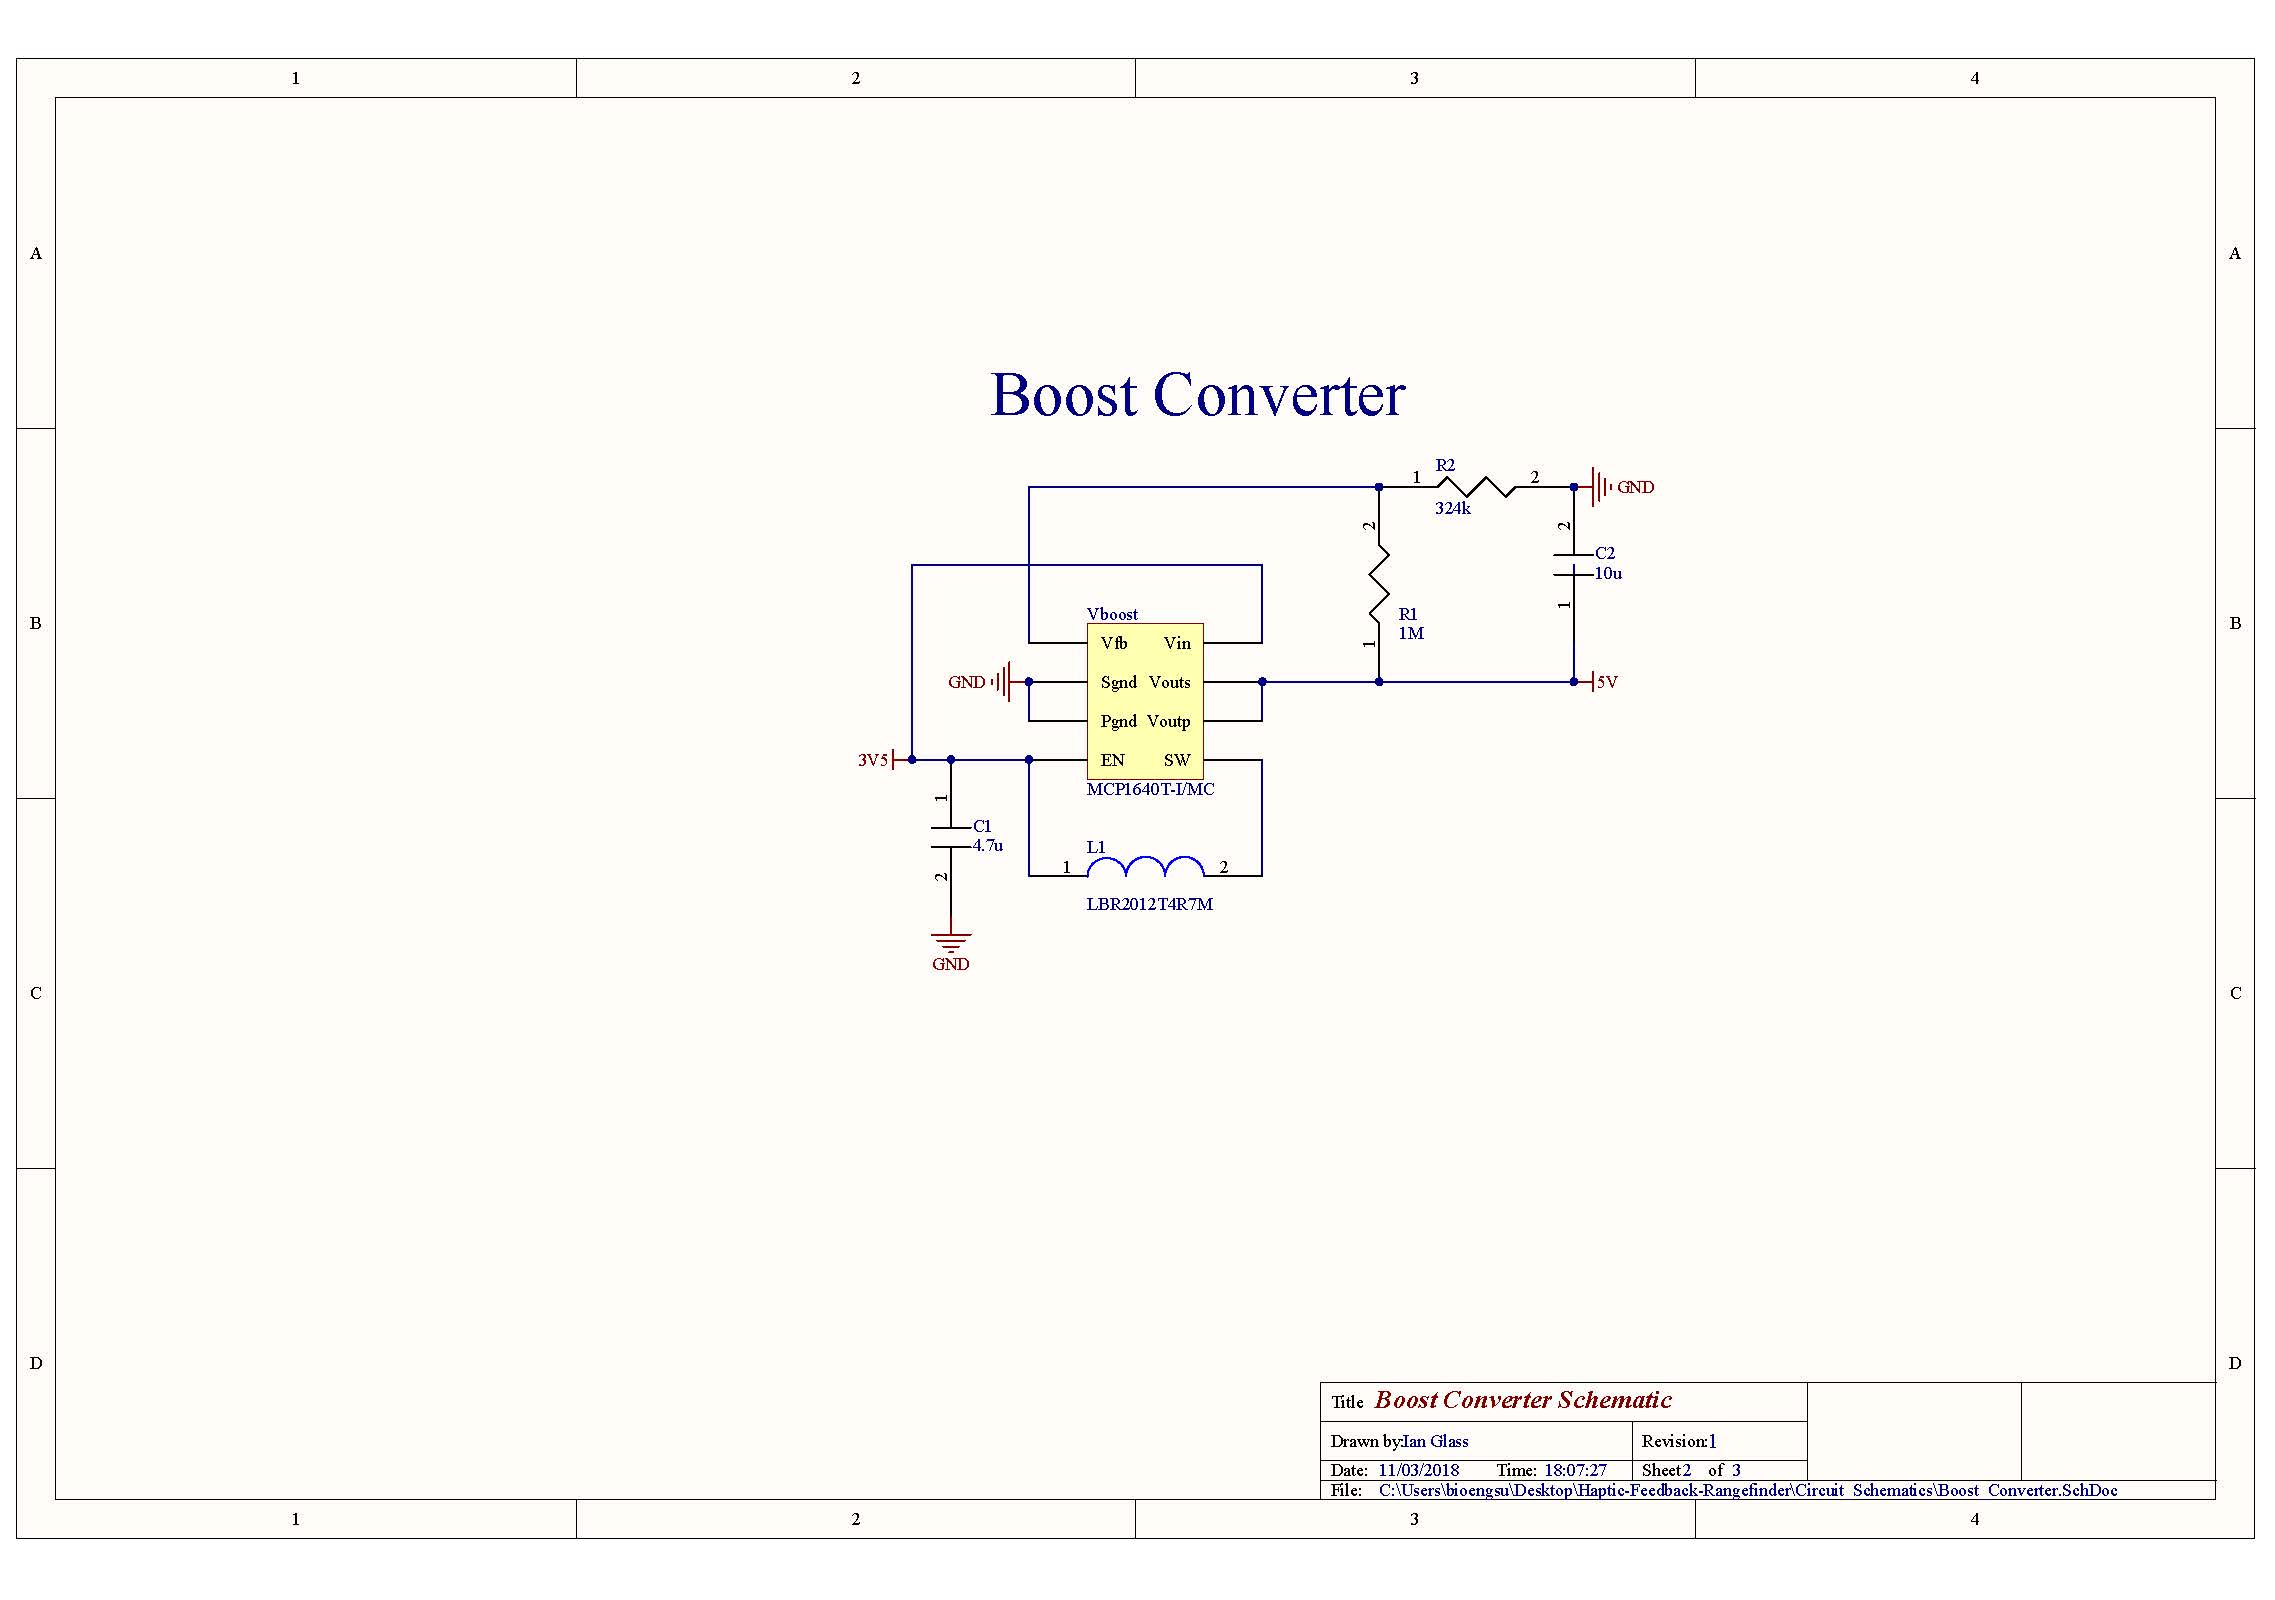 1 2 3 4
A A
Boost Converter
B B
R2
1 2
324k
GND
2
2
C2
10u
1
R1
1M
1
Vboost
Vfb Vin
GND
Sgnd Vouts
5V
Pgnd Voutp
3V5
EN SW
MCP1640T-I/MC
1
C1
4.7u
2
L1
1 2
LBR2012T4R7M
GND
C C
D D
Title Boost Converter Schematic
Drawn by:Ian Glass Revision:1
Date: 11/03/2018 Time: 18:07:27 Sheet2 of 3
File: C:\Users\bioengsu\Desktop\Haptic-Feedback-Rangefinder\Circuit_Schematics\Boost_Converter.SchDoc
1 2 3 4